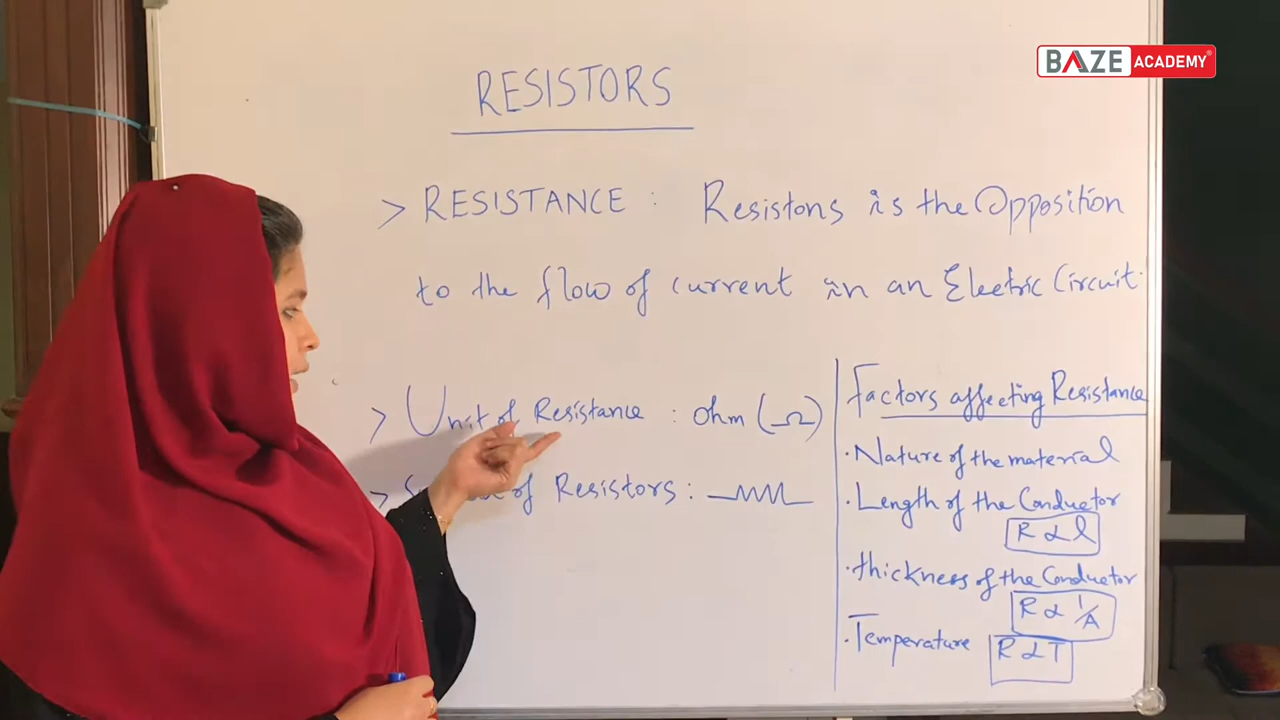 BAZE ACADEMY®
RESISTORS
> RESISTANCE : Resistons is the Opposition
to the flow of current in an Electric Circuit.
> Unit of Resistance : Ohm (Ω)
> of Resistors :
Factors affecting Resistance
· Nature of the material
· Length of the Conductor
R ∝ l
· thickness of the Conductor
R ∝ 1/A
· Temperature R ∝ T